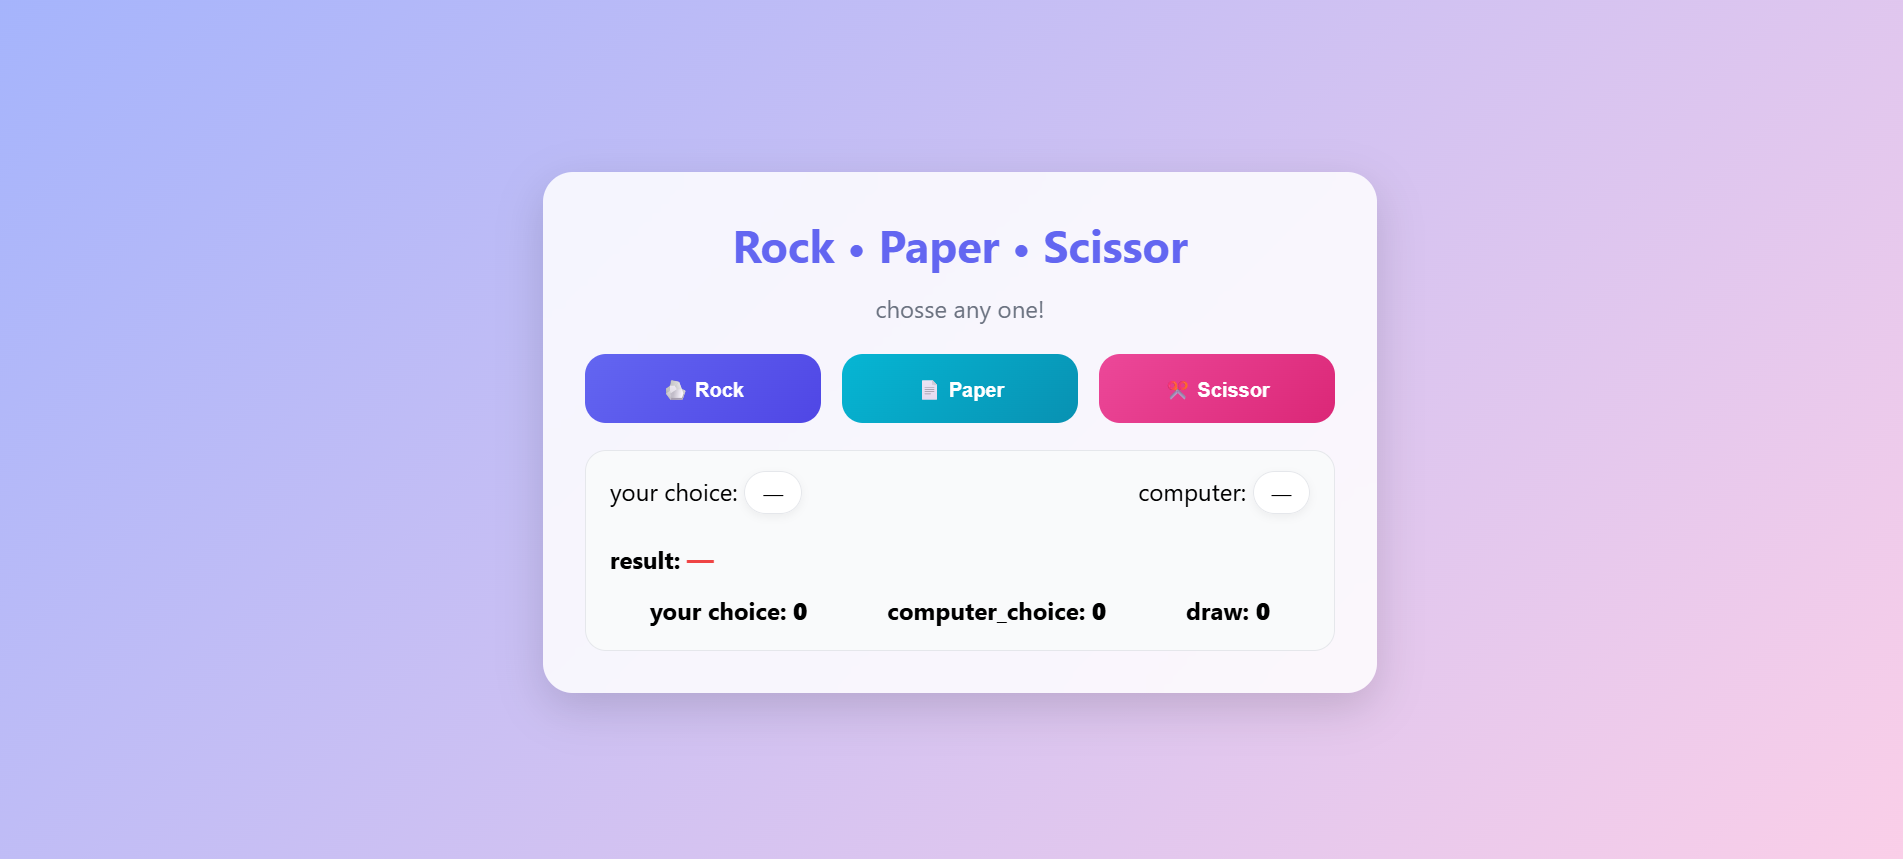 Rock • Paper • Scissor
chosse any one!
Rock Paper Scissor
your choice: — computer: —
result: —
your choice: 0 computer_choice: 0 draw: 0